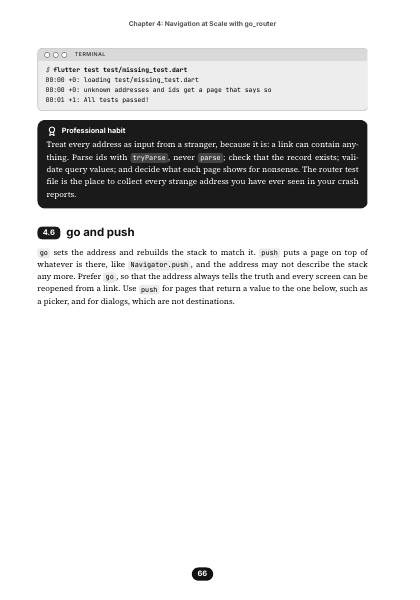 Chapter 4: Navigation at Scale with go_router
TERMINAL
$ flutter test test/missing_test.dart
00:00 +0: loading test/missing_test.dart
00:00 +0: unknown addresses and ids get a page that says so
00:01 +1: All tests passed!
Professional habit
Treat every address as input from a stranger, because it is: a link can contain any-
thing. Parse ids with tryParse, never parse; check that the record exists; vali-
date query values; and decide what each page shows for nonsense. The router test
file is the place to collect every strange address you have ever seen in your crash
reports.
4.6 go and push
go sets the address and rebuilds the stack to match it. push puts a page on top of
whatever is there, like Navigator.push, and the address may not describe the stack
any more. Prefer go, so that the address always tells the truth and every screen can be
reopened from a link. Use push for pages that return a value to the one below, such as
a picker, and for dialogs, which are not destinations.
66